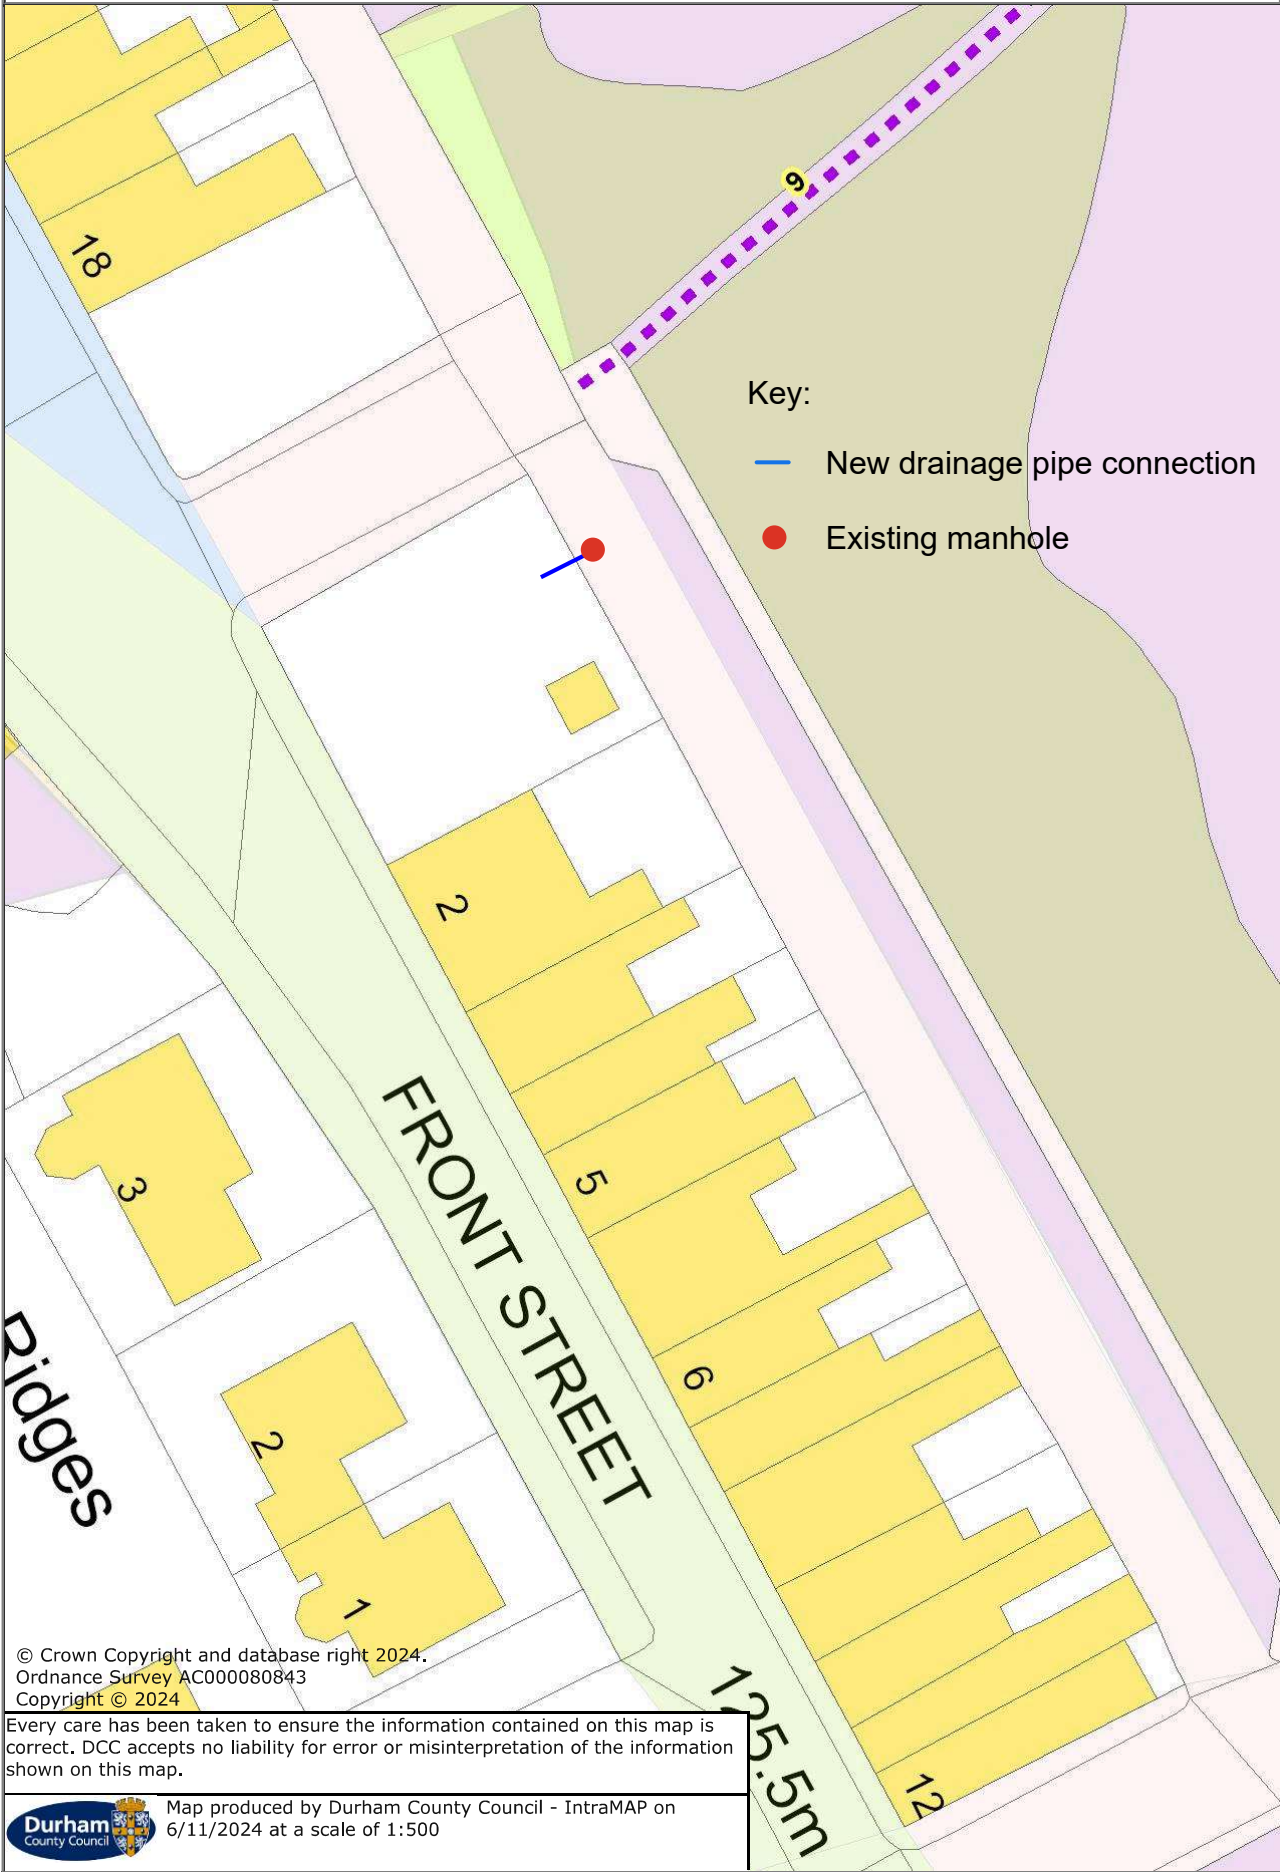 18
9
Key:
New drainage pipe connection
Existing manhole
2
FRONT STREET
5
3
6
Ridges
2
1
125.5m
12
© Crown Copyright and database right 2024.
Ordnance Survey AC000080843
Copyright © 2024
Every care has been taken to ensure the information contained on this map is
correct. DCC accepts no liability for error or misinterpretation of the information
shown on this map.
Durham
County Council
Map produced by Durham County Council - IntraMAP on
6/11/2024 at a scale of 1:500